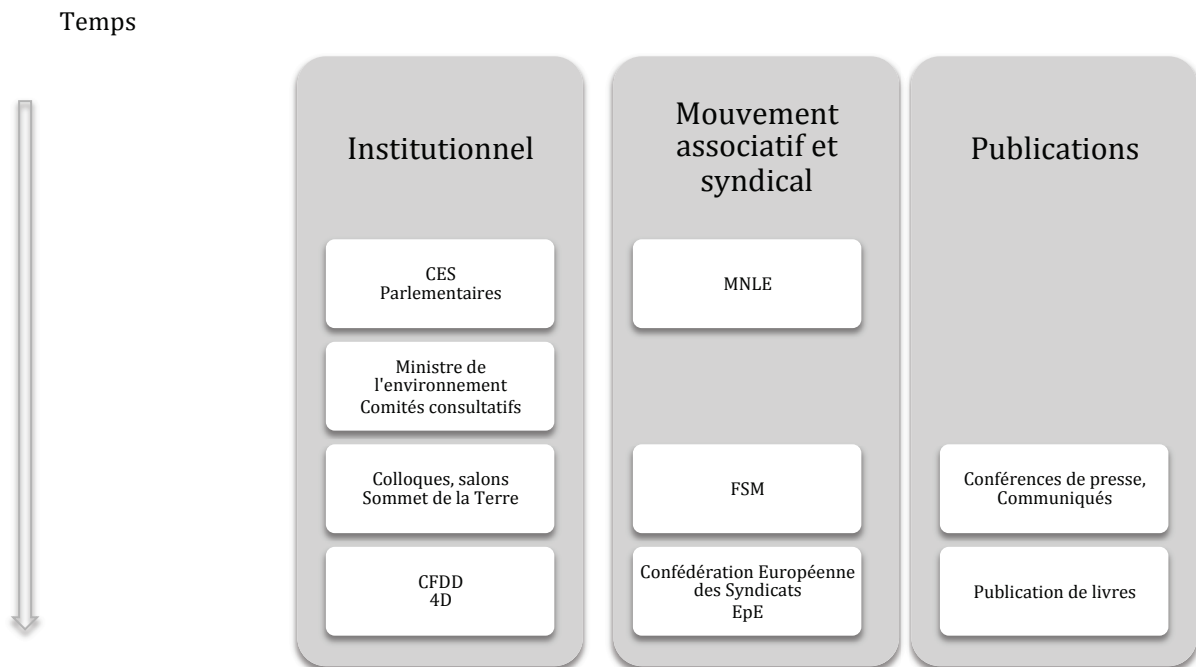 Temps
Institutionnel
Mouvement
associatif et
syndical
Publications
CES
Parlementaires
MNLE
Ministre de
l'environnement
Comités consultatifs
Colloques, salons
Sommet de la Terre
FSM
Conférences de presse,
Communiqués
CFDD
4D
Confédération Européenne
des Syndicats
EpE
Publication de livres